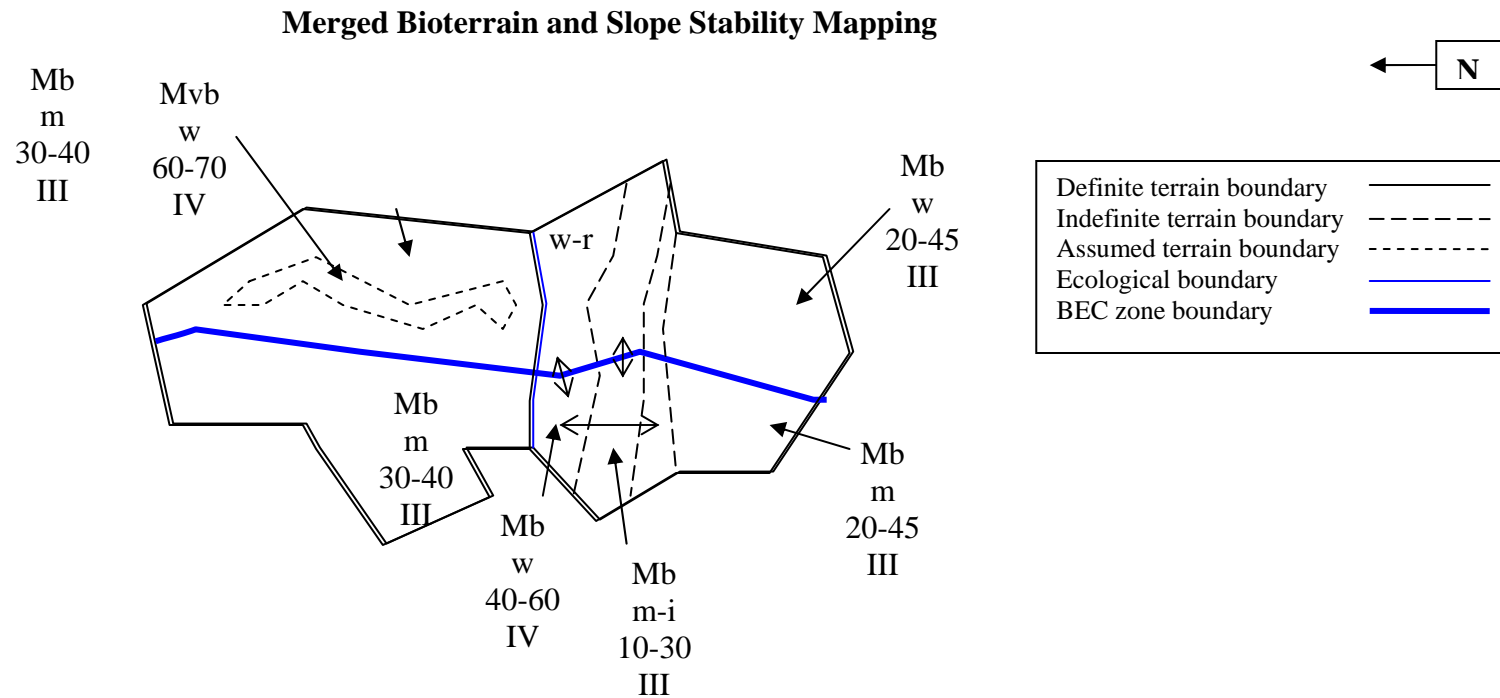 Merged Bioterrain and Slope Stability Mapping
N
Mb
m
30-40
III
Mvb
w
60-70
IV
w-r
Mb
w
20-45
III
Definite terrain boundary
Indefinite terrain boundary
Assumed terrain boundary
Ecological boundary
BEC zone boundary
Mb
m
30-40
III
Mb
w
40-60
IV
Mb
m-i
10-30
III
Mb
m
20-45
III